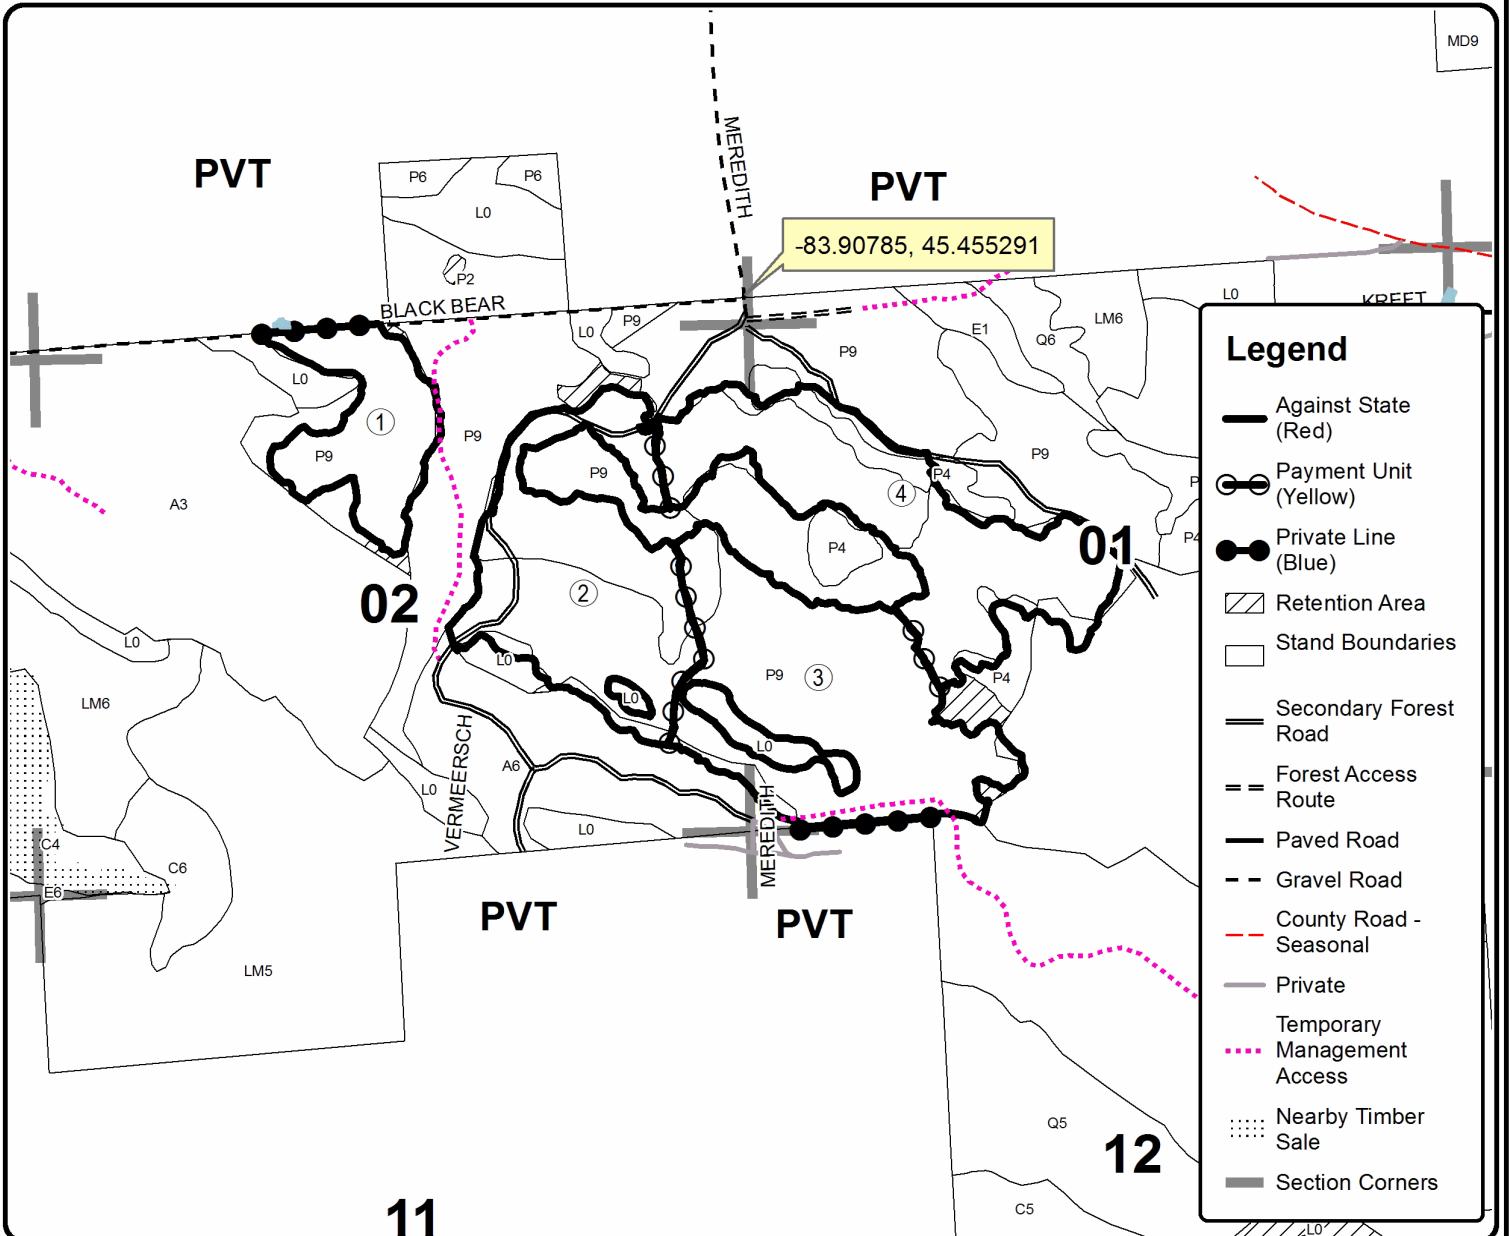 MD9
MEREDITH
PVT
PVT
P6
P6
L0
-83.90785, 45.455291
P2
BLACK BEAR
L0
KREFT
L0
P9
E1
LM6
Q6
P9
L0
1
P9
P9
P9
P9
A3
P9
4
P4
P
P4
P4
01
02
2
L0
L0
P9
3
P4
LM6
L0
L0
VERMEERSCH
A6
L0
L0
MEREDITH
C4
C6
E6
PVT
PVT
LM5
Q5
12
C5
11
L0
Legend
Against State
(Red)
Payment Unit
(Yellow)
Private Line
(Blue)
Retention Area
Stand Boundaries
Secondary Forest
Road
Forest Access
Route
Paved Road
Gravel Road
County Road -
Seasonal
Private
Temporary
Management
Access
Nearby Timber
Sale
Section Corners